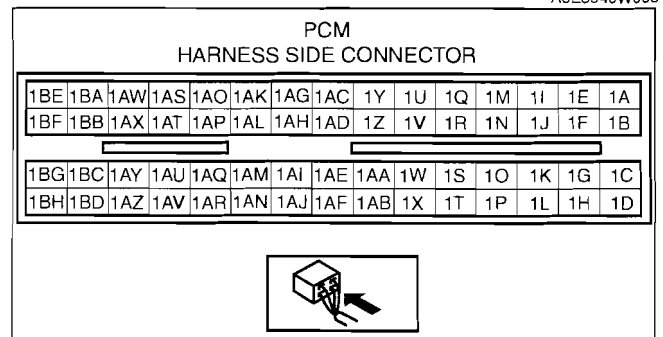 PCM
HARNESS SIDE CONNECTOR
1BE 1BA 1AW 1AS 1AO 1AK 1AG 1AC 1Y 1U 1Q 1M 1I 1E 1A
1BF 1BB 1AX 1AT 1AP 1AL 1AH 1AD 1Z 1V 1R 1N 1J 1F 1B
1BG 1BC 1AY 1AU 1AQ 1AM 1AI 1AE 1AA 1W 1S 1O 1K 1G 1C
1BH 1BD 1AZ 1AV 1AR 1AN 1AJ 1AF 1AB 1X 1T 1P 1L 1H 1D